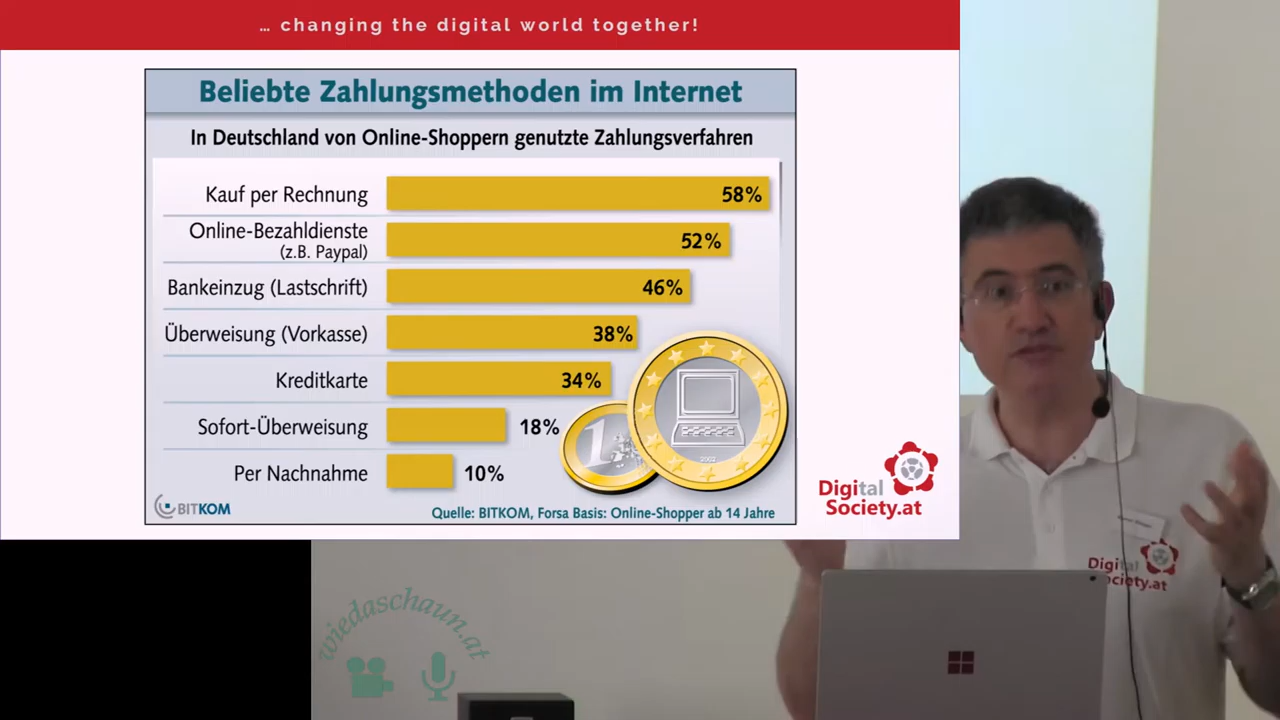 … changing the digital world together!
Beliebte Zahlungsmethoden im Internet
In Deutschland von Online-Shoppern genutzte Zahlungsverfahren
Kauf per Rechnung 58%
Online-Bezahldienste
(z.B. Paypal) 52%
Bankeinzug (Lastschrift) 46%
Überweisung (Vorkasse) 38%
Kreditkarte 34%
Sofort-Überweisung 18%
Per Nachnahme 10%
1
2002
BITKOM
Quelle: BITKOM, Forsa Basis: Online-Shopper ab 14 Jahre
Digital
Society.at
Digital
Society.at
wiedaschaun.at